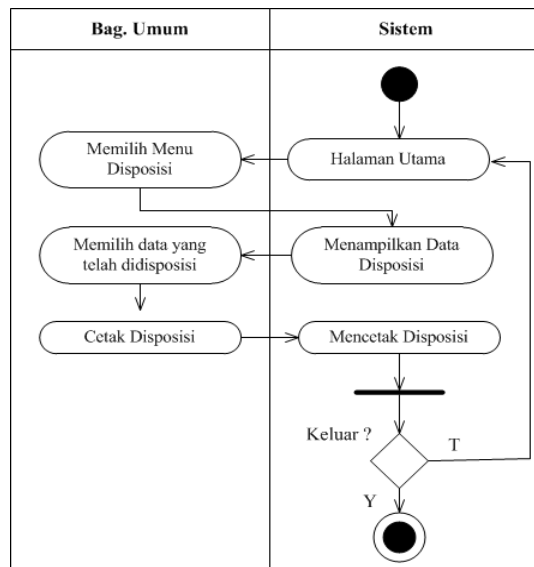 Bag. Umum
Sistem
Halaman Utama
Memilih Menu
Disposisi
Menampilkan Data
Disposisi
Memilih data yang
telah didisposisi
Cetak Disposisi
Mencetak Disposisi
Keluar ?
T
Y